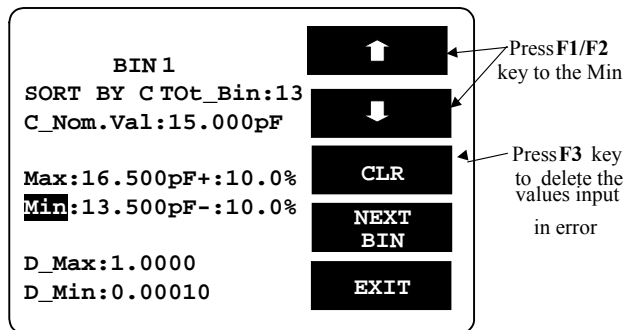 BIN 1
SORT BY C TOt_Bin:13
C_Nom.Val:15.000pF
Max:16.500pF+:10.0%
Min:13.500pF-:10.0%
D_Max:1.0000
D_Min:0.00010
CLR
NEXT
BIN
EXIT
Press F1/F2
key to the Min
Press F3 key
to delete the
values input
in error